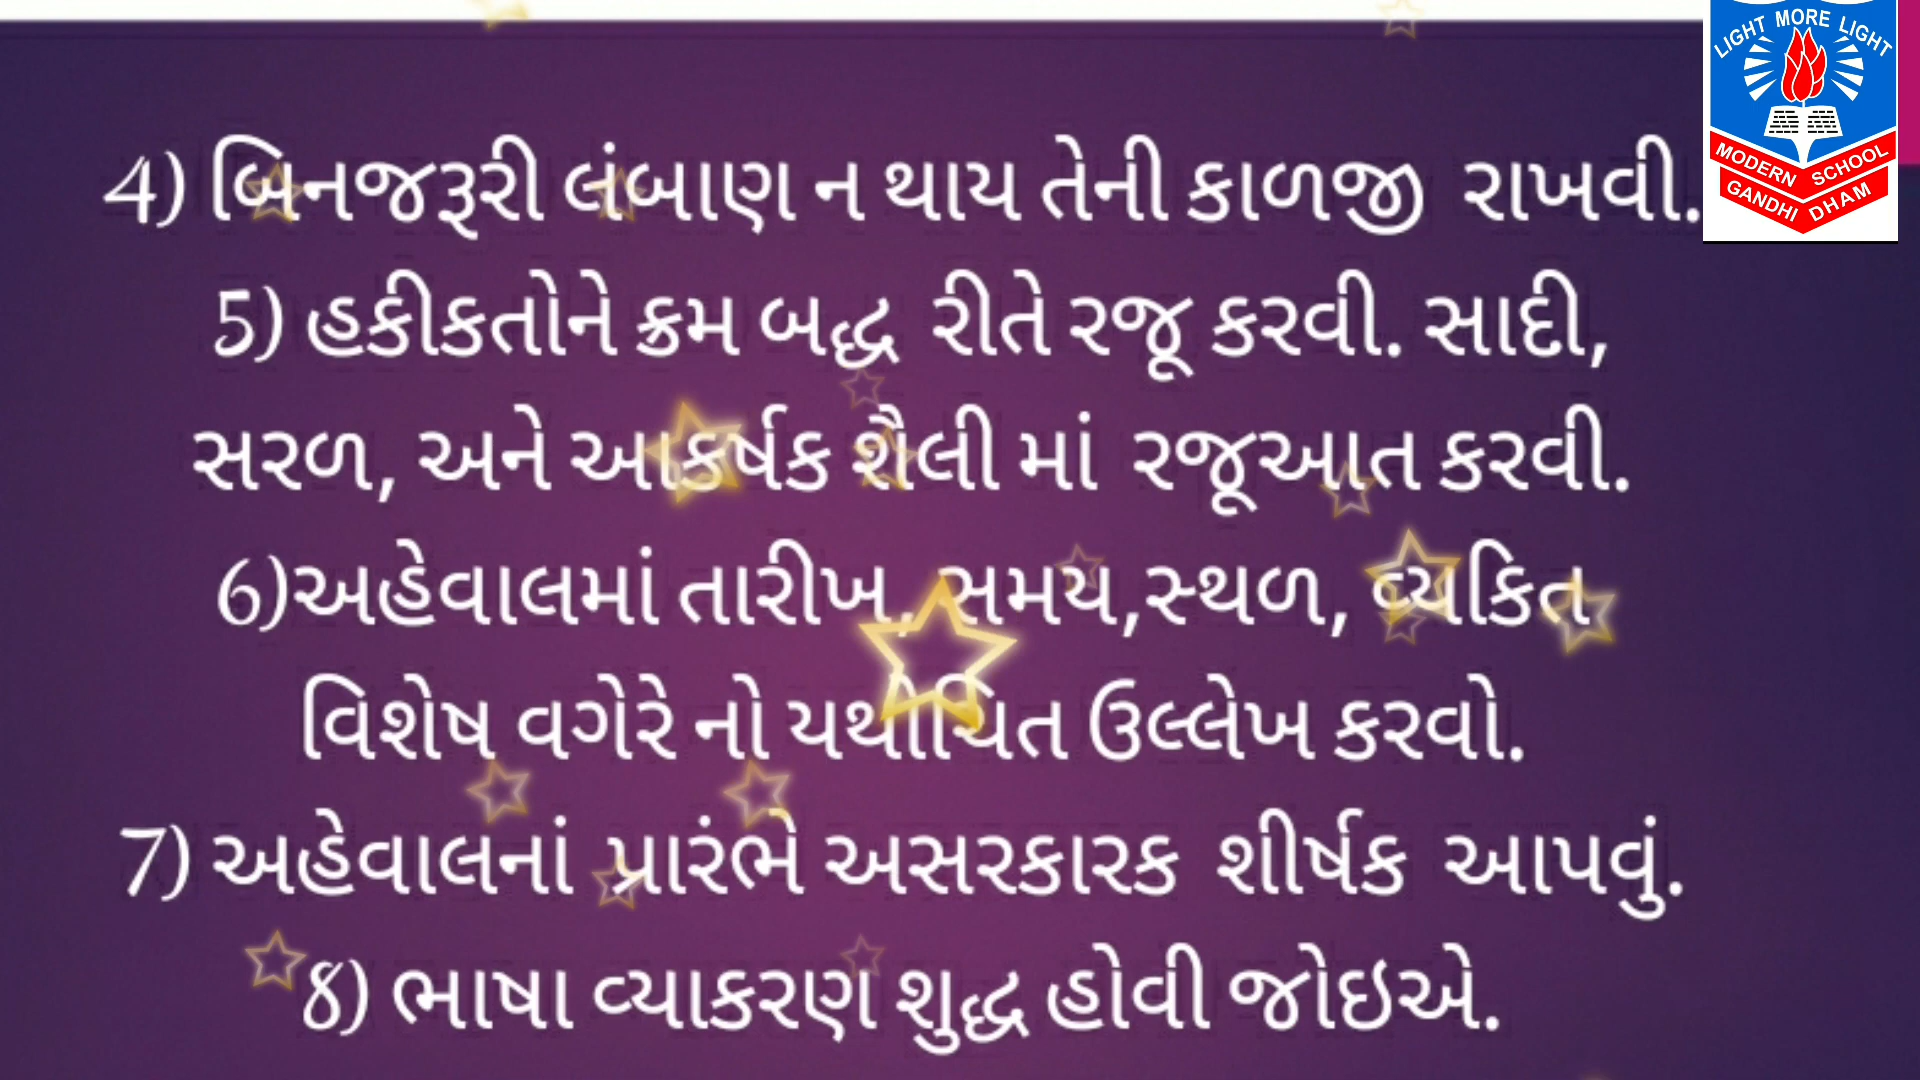 LIGHT MORE LIGHT
MODERN SCHOOL
GANDHI DHAM
4) બિનજરૂરી લંબાણ ન થાય તેની કાળજી રાખવી.
5) હકીકતોને ક્રમ બદ્ધ રીતે રજૂ કરવી. સાદી,
સરળ, અને આકર્ષક શૈલી માં રજૂઆત કરવી.
6)અહેવાલમાં તારીખ, સમય,સ્થળ, વ્યકિત
વિશેષ વગેરે નો યથોચિત ઉલ્લેખ કરવો.
7) અહેવાલનાં પ્રારંભે અસરકારક શીર્ષક આપવું.
8) ભાષા વ્યાકરણ શુદ્ધ હોવી જોઇએ.